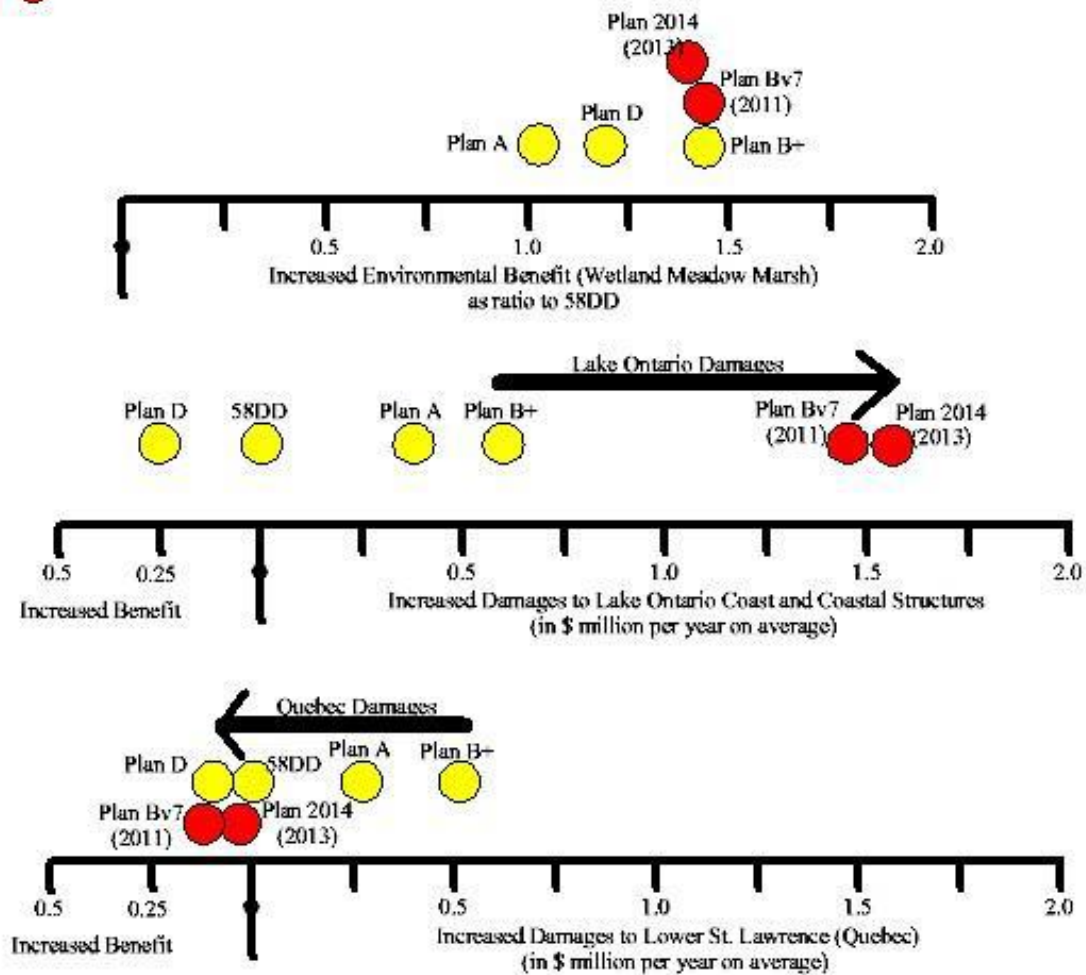 Plan 2014
(2013)
Plan Bv7
(2011)
Plan D
Plan A
Plan B+
0.5
1.0
1.5
2.0
Increased Environmental Benefit (Wetland Meadow Marsh)
as ratio to 58DD
Lake Ontario Damages
Plan D
58DD
Plan A
Plan B+
Plan Bv7
(2011)
Plan 2014
(2013)
0.5
0.25
0.5
1.0
1.5
2.0
Increased Benefit
Increased Damages to Lake Ontario Coast and Coastal Structures
(in $ million per year on average)
Quebec Damages
Plan D
58DD
Plan A
Plan B+
Plan Bv7
(2011)
Plan 2014
(2013)
0.5
0.25
0.5
1.0
1.5
2.0
Increased Benefit
Increased Damages to Lower St. Lawrence (Quebec)
(in $ million per year on average)